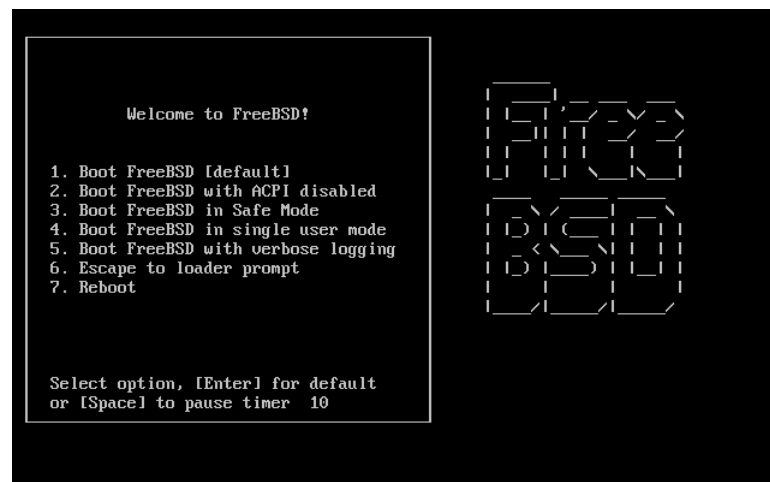 Welcome to FreeBSD!
1. Boot FreeBSD [default]
2. Boot FreeBSD with ACPI disabled
3. Boot FreeBSD in Safe Mode
4. Boot FreeBSD in single user mode
5. Boot FreeBSD with verbose logging
6. Escape to loader prompt
7. Reboot
Select option, [Enter] for default
or [Space] to pause timer  10
Free
BSD